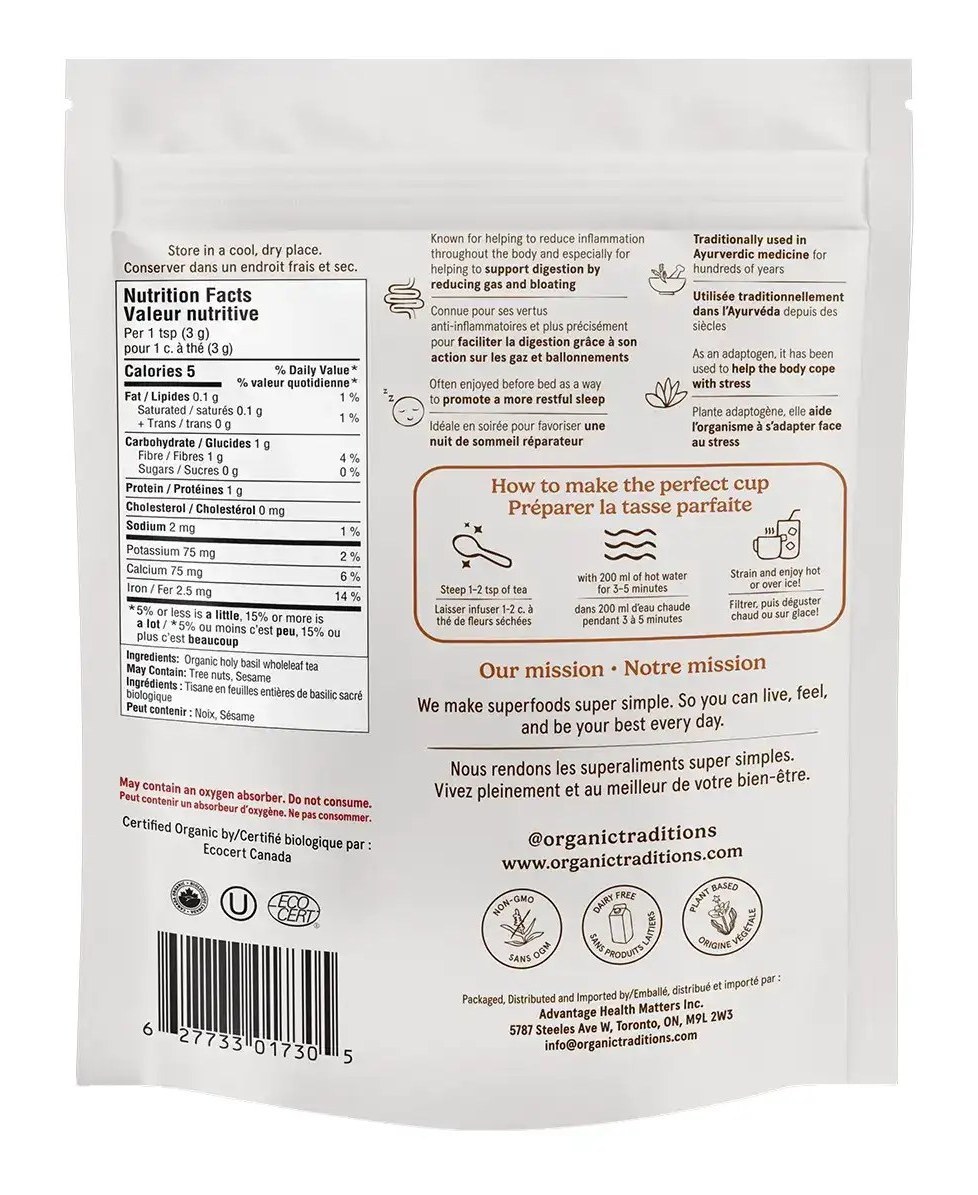 Store in a cool, dry place.
Conserver dans un endroit frais et sec.
Nutrition Facts
Valeur nutritive
Per 1 tsp (3 g)
pour 1 c. à thé (3 g)
Calories 5
% Daily Value*
% valeur quotidienne*
Fat / Lipides 0.1 g 1 %
Saturated / saturés 0.1 g
+ Trans / trans 0 g 1 %
Carbohydrate / Glucides 1 g
Fibre / Fibres 1 g 4 %
Sugars / Sucres 0 g 0 %
Protein / Protéines 1 g
Cholesterol / Cholestérol 0 mg
Sodium 2 mg 1 %
Potassium 75 mg 2 %
Calcium 75 mg 6 %
Iron / Fer 2.5 mg 14 %
*5% or less is a little, 15% or more is
a lot / *5% ou moins c'est peu, 15% ou
plus c'est beaucoup
Ingredients: Organic holy basil wholeleaf tea
May Contain: Tree nuts, Sesame
Ingrédients : Tisane en feuilles entières de basilic sacré
biologique
Peut contenir : Noix, Sésame
May contain an oxygen absorber. Do not consume.
Peut contenir un absorbeur d'oxygène. Ne pas consommer.
Certified Organic by/Certifié biologique par :
Ecocert Canada
U
ECO
CERT
®
6 27733 01730 5
Known for helping to reduce inflammation
throughout the body and especially for
helping to support digestion by
reducing gas and bloating
Connue pour ses vertus
anti-inflammatoires et plus précisément
pour faciliter la digestion grâce à son
action sur les gaz et ballonnements
z z
Often enjoyed before bed as a way
to promote a more restful sleep
Idéale en soirée pour favoriser une
nuit de sommeil réparateur
Traditionally used in
Ayurverdic medicine for
hundreds of years
Utilisée traditionnellement
dans l'Ayurvéda depuis des
siècles
As an adaptogen, it has been
used to help the body cope
with stress
Plante adaptogène, elle aide
l'organisme à s'adapter face
au stress
How to make the perfect cup
Préparer la tasse parfaite
Steep 1-2 tsp of tea
Laisser infuser 1-2 c. à
thé de fleurs séchées
with 200 ml of hot water
for 3-5 minutes
dans 200 ml d'eau chaude
pendant 3 à 5 minutes
Strain and enjoy hot
or over ice!
Filtrer, puis déguster
chaud ou sur glace!
Our mission • Notre mission
We make superfoods super simple. So you can live, feel,
and be your best every day.
Nous rendons les superaliments super simples.
Vivez pleinement et au meilleur de votre bien-être.
@organictraditions
www.organictraditions.com
NON-GMO
SANS OGM
DAIRY FREE
SANS PRODUITS LAITIERS
PLANT BASED
ORIGINE VÉGÉTALE
Packaged, Distributed and Imported by/Emballé, distribué et importé par :
Advantage Health Matters Inc.
5787 Steeles Ave W, Toronto, ON, M9L 2W3
info@organictraditions.com